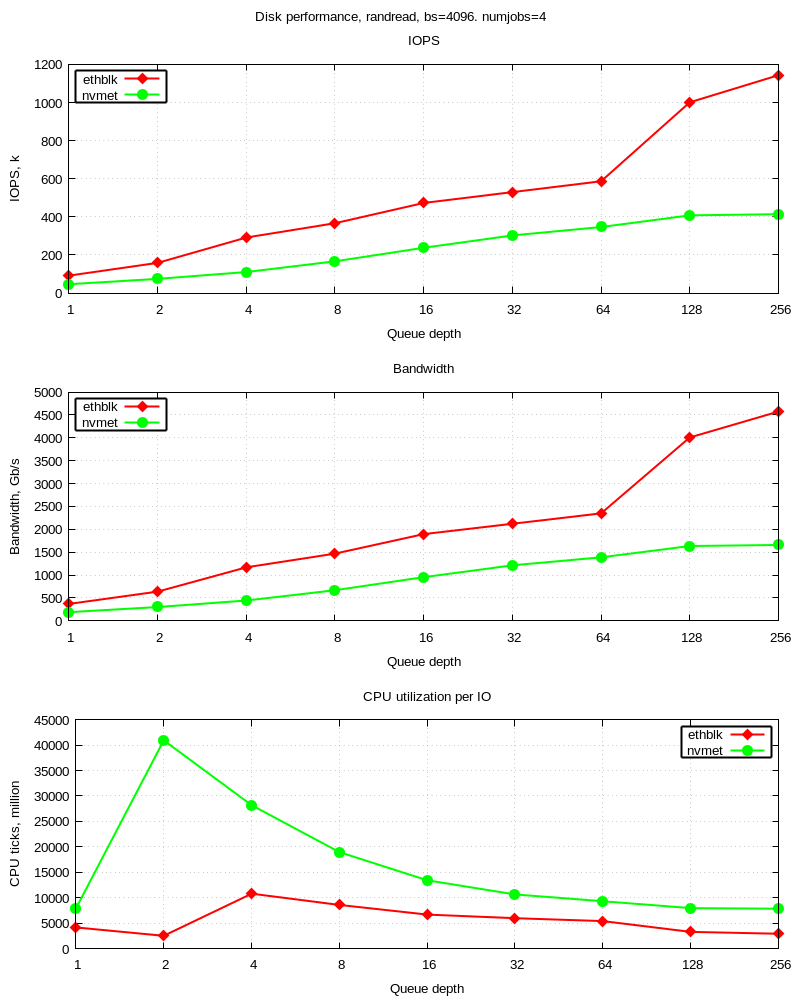 Disk performance, randread, bs=4096. numjobs=4
IOPS
1200
1000
800
600
400
200
0
IOPS, k
ethblk
nvmet
1 2 4 8 16 32 64 128 256
Queue depth
Bandwidth
5000
4500
4000
3500
3000
2500
2000
1500
1000
500
0
Bandwidth, Gb/s
ethblk
nvmet
1 2 4 8 16 32 64 128 256
Queue depth
CPU utilization per IO
45000
40000
35000
30000
25000
20000
15000
10000
5000
0
CPU ticks, million
ethblk
nvmet
1 2 4 8 16 32 64 128 256
Queue depth